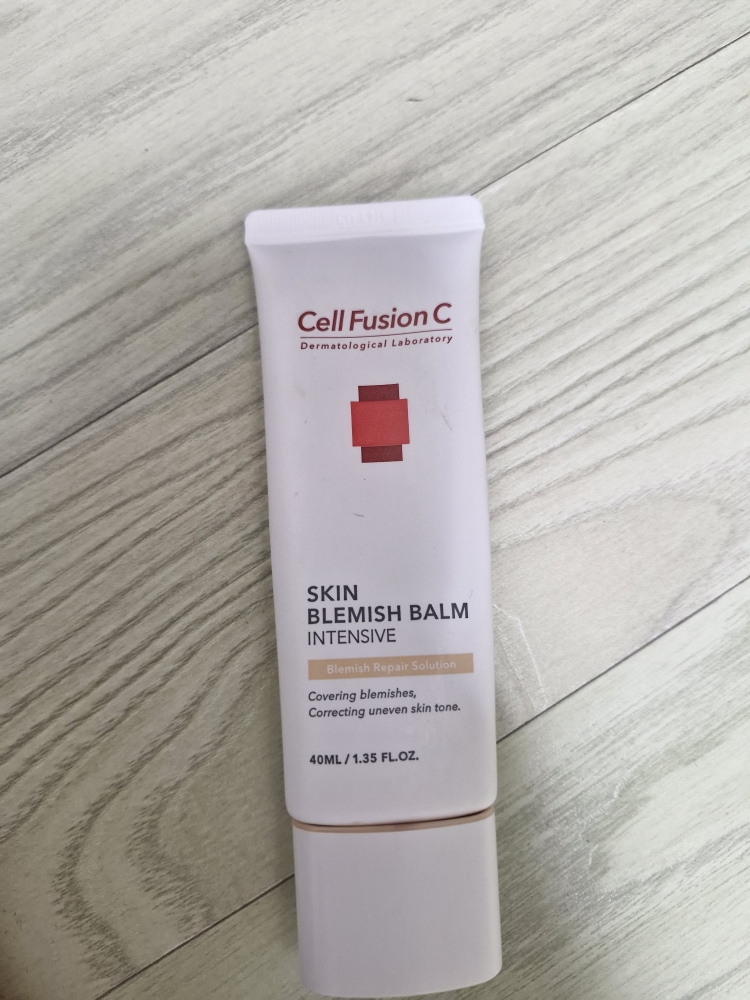 Cell Fusion C
Dermatological Laboratory
SKIN
BLEMISH BALM
INTENSIVE
Blemish Repair Solution
Covering blemishes,
Correcting uneven skin tone.
40ML / 1.35 FL.OZ.